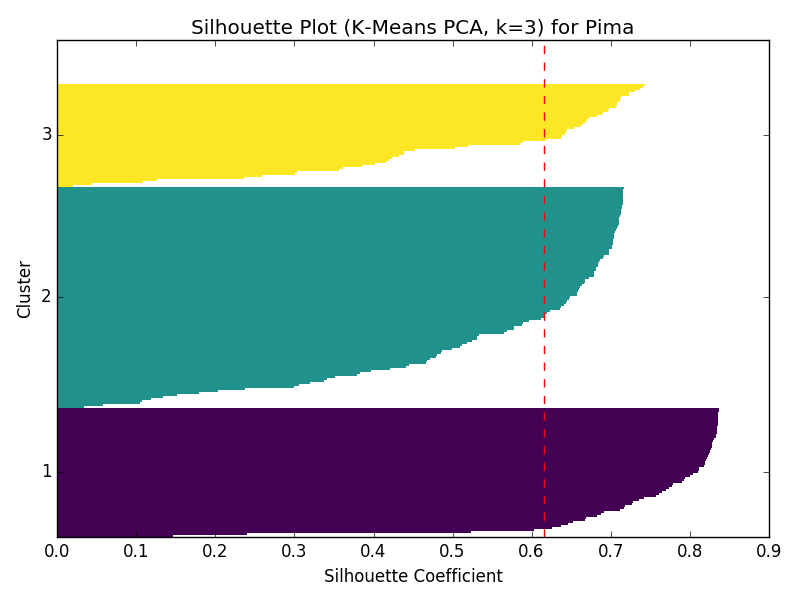 Silhouette Plot (K-Means PCA, k=3) for Pima
3
2
1
Cluster
0.0 0.1 0.2 0.3 0.4 0.5 0.6 0.7 0.8 0.9
Silhouette Coefficient